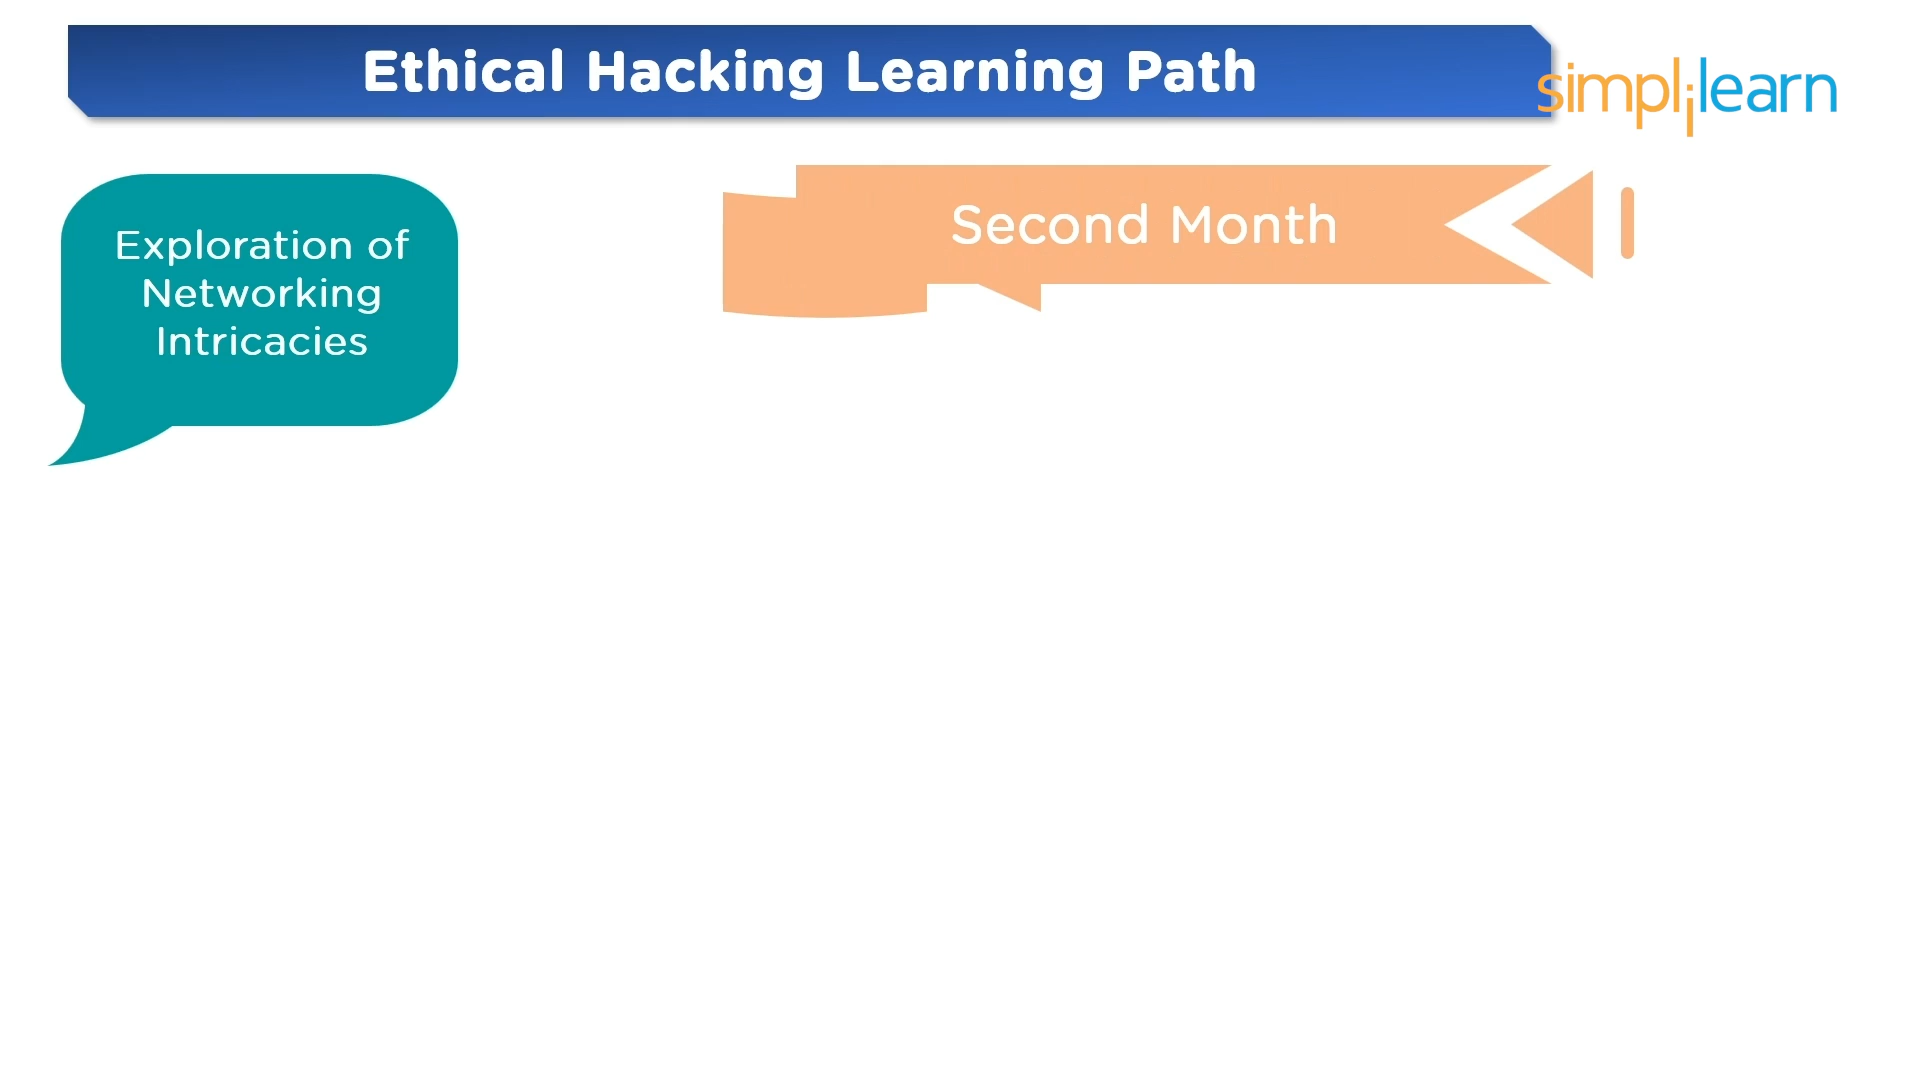 Ethical Hacking Learning Path
simplilearn
Second Month
Exploration of
Networking
Intricacies